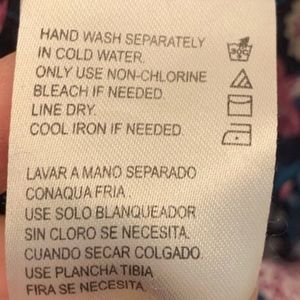 HAND WASH SEPARATELY
IN COLD WATER.
ONLY USE NON-CHLORINE
BLEACH IF NEEDED.
LINE DRY.
COOL IRON IF NEEDED.
LAVAR A MANO SEPARADO
CONAQUA FRIA
USE SOLO BLANQUEADOR
SIN CLORO SE NECESITA.
CUANDO SECAR COLGADO.
USE PLANCHA TIBIA
FIRA SE NECESITA.